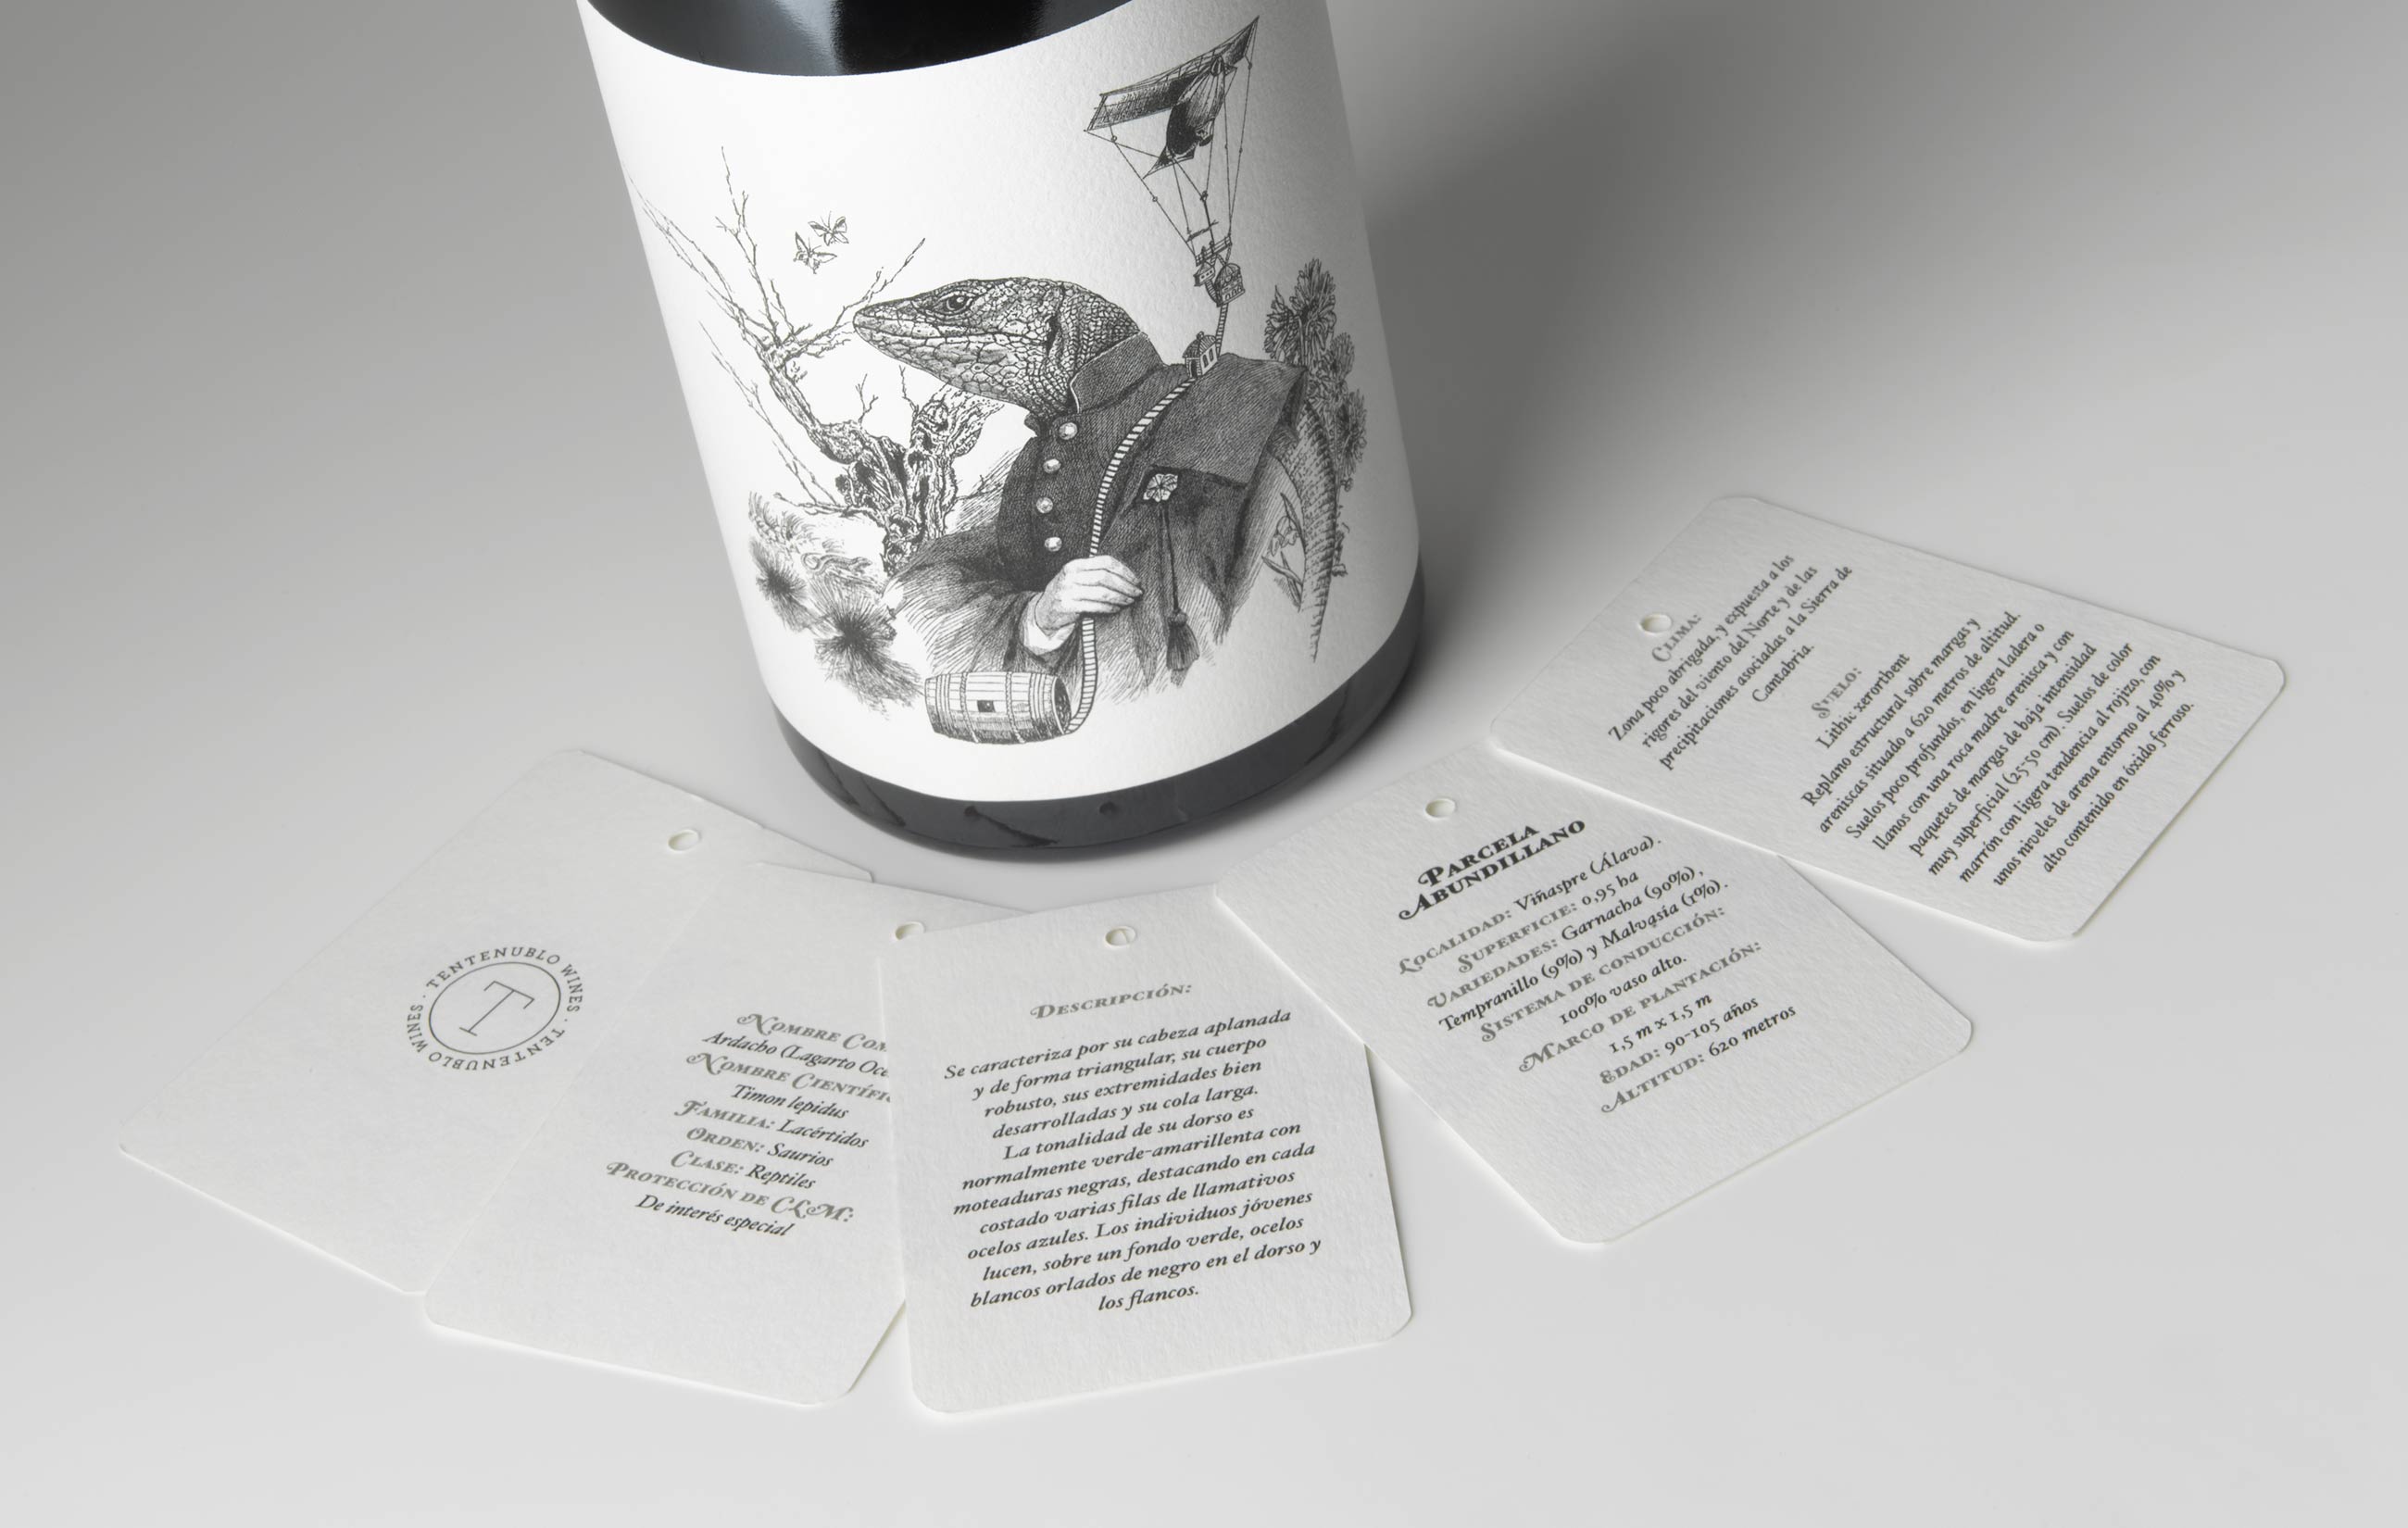 TENTENUBLO WINES · TENTENUBLO WINES ·
T
NOMBRE
Ardacho (Lagarto
NOMBRE
Timon lepidus
FAMILIA: Lacértidos
ORDEN: Saurios
CLASE: Reptiles
PROTECCIÓN DE CLM:
De interés especial
DESCRIPCIÓN:
Se caracteriza por su cabeza aplanada
y de forma triangular, su cuerpo
robusto, sus extremidades bien
desarrolladas y su cola larga.
La tonalidad de su dorso es
normalmente verde-amarillenta con
moteaduras negras, destacando en cada
costado varias filas de llamativos
ocelos azules. Los individuos jóvenes
lucen, sobre un fondo verde, ocelos
blancos orlados de negro en el dorso y
los flancos.
PARCELA
ABUNDILLANO
LOCALIDAD: Viñaspre (Álava).
SUPERFICIE: 0,95 ha
VARIEDADES: Garnacha (90%),
Tempranillo (9%) y Malvasía (1%).
SISTEMA DE CONDUCCIÓN:
100% vaso alto.
MARCO DE PLANTACIÓN:
1,5 m x 1,5 m
EDAD: 90-105 años
ALTITUD: 620 metros
CLIMA:
Zona poco abrigada, y expuesta a los
rigores del viento del Norte y de las
precipitaciones asociadas a la Sierra de
Cantabria.
SUELO:
Lithic xerorthent
Replano estructural sobre margas y
areniscas situado a 620 metros de altitud.
Suelos poco profundos, en ligera ladera o
llanos con una roca madre arenisca y con
paquetes de margas de baja intensidad
muy superficial (25-50 cm). Suelos de color
marrón con ligera tendencia al rojizo, con
unos niveles de arena entorno al 40% y
alto contenido en óxido ferroso.